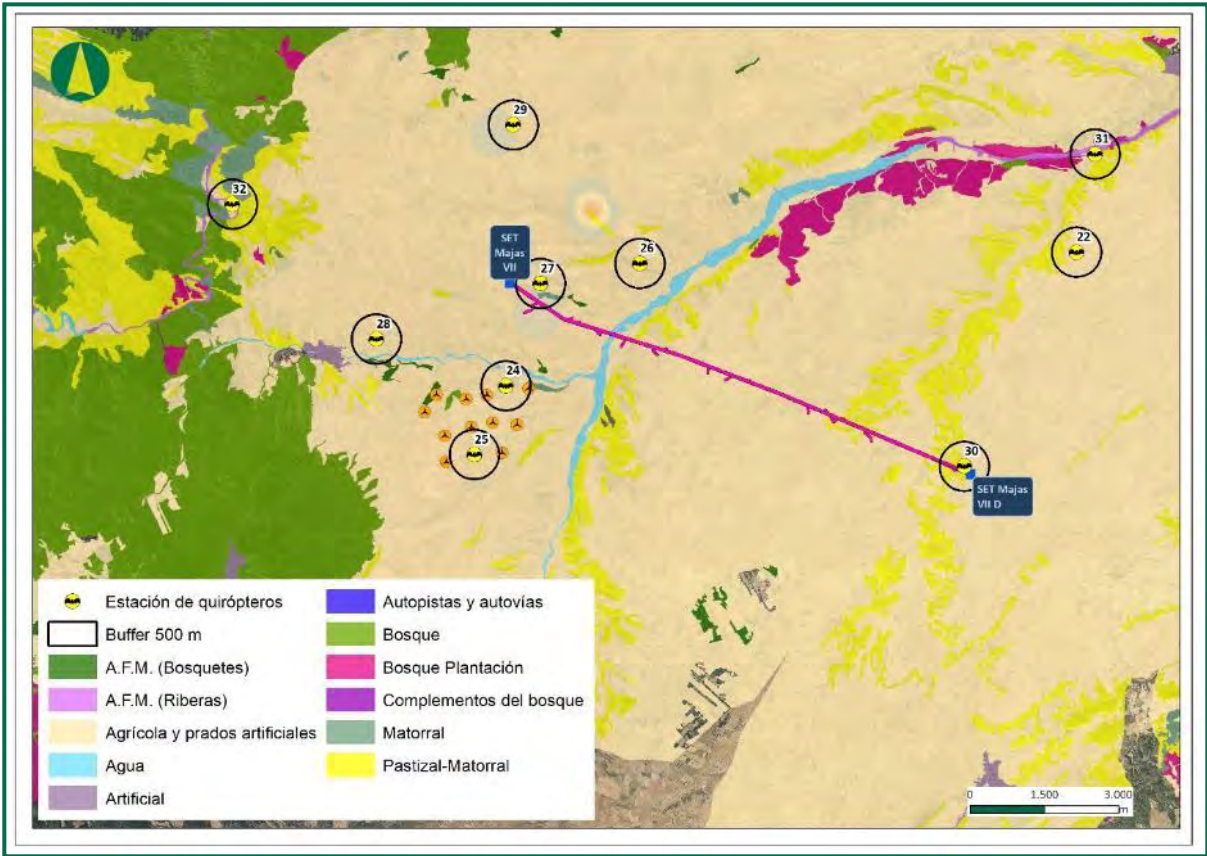 29
31
32
SET
Majas
VII
26
22
27
28
24
25
30
SET Majas
VII D
Estación de quirópteros
Buffer 500 m
A.F.M. (Bosquetes)
A.F.M. (Riberas)
Agrícola y prados artificiales
Agua
Artificial
Autopistas y autovías
Bosque
Bosque Plantación
Complementos del bosque
Matorral
Pastizal-Matorral
0 1.500 3.000
m